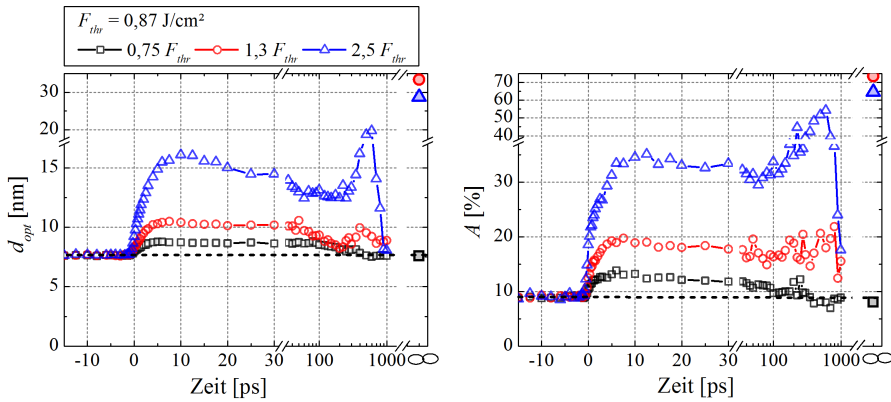 F_thr = 0,87 J/cm²
0,75 F_thr 1,3 F_thr 2,5 F_thr
30
20
15
10
5
0
d_opt [nm]
-10 0 10 20 30 100 1000 ∞
Zeit [ps]
70
60
50
40
30
20
10
0
A [%]
-10 0 10 20 30 100 1000 ∞
Zeit [ps]